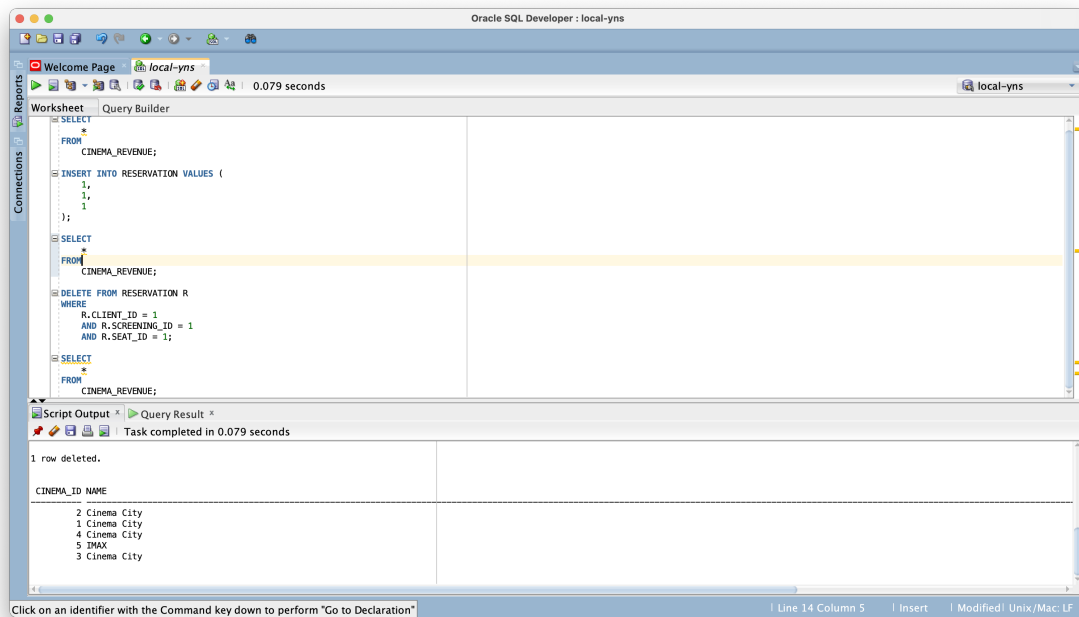 Oracle SQL Developer : local-yns
Welcome Page
local-yns
0.079 seconds
local-yns
Reports
Connections
Worksheet Query Builder
SELECT
*
FROM
CINEMA_REVENUE;
INSERT INTO RESERVATION VALUES (
1,
1,
1
);
SELECT
*
FROM
CINEMA_REVENUE;
DELETE FROM RESERVATION R
WHERE
R.CLIENT_ID = 1
AND R.SCREENING_ID = 1
AND R.SEAT_ID = 1;
SELECT
*
FROM
CINEMA_REVENUE;
Script Output x Query Result x
Task completed in 0.079 seconds
1 row deleted.
CINEMA_ID NAME
2 Cinema City
1 Cinema City
4 Cinema City
5 IMAX
3 Cinema City
Click on an identifier with the Command key down to perform "Go to Declaration"
Line 14 Column 5 Insert Modified Unix/Mac: LF